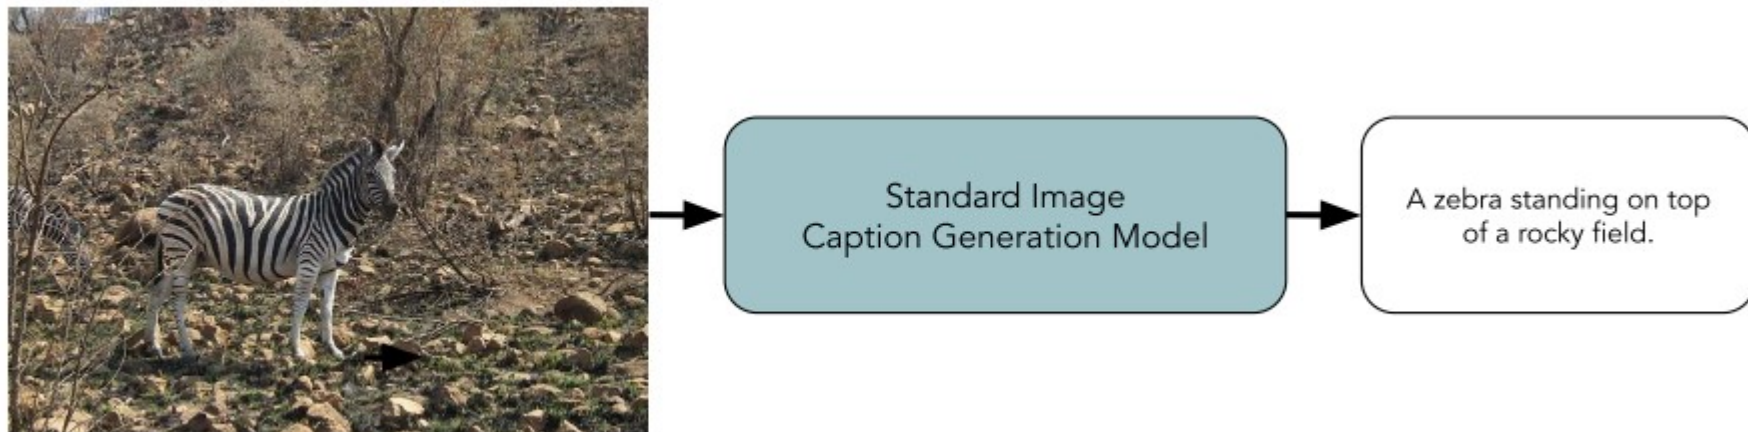 Standard Image
Caption Generation Model
A zebra standing on top
of a rocky field.